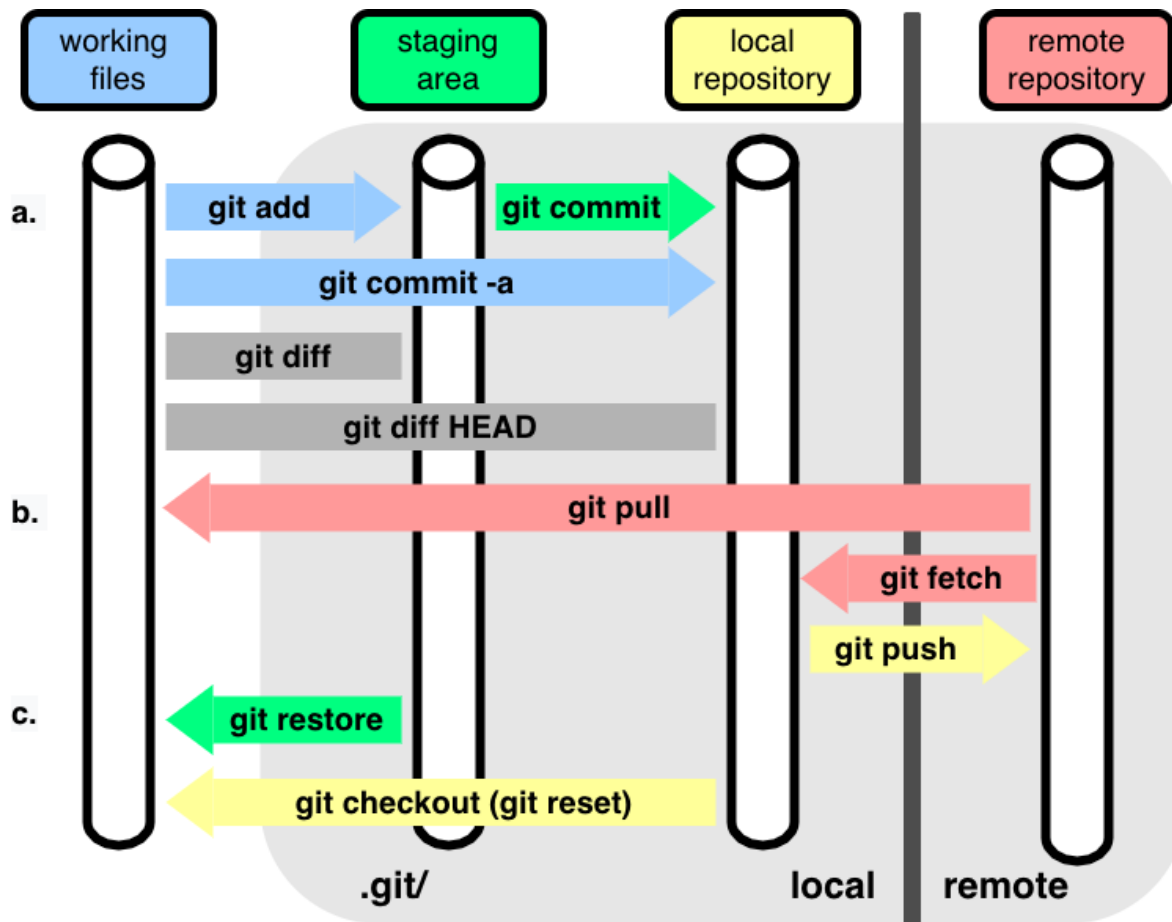 working
files
staging
area
local
repository
remote
repository
a.
git add
git commit
git commit -a
git diff
git diff HEAD
b.
git pull
git fetch
git push
c.
git restore
git checkout (git reset)
.git/
local
remote